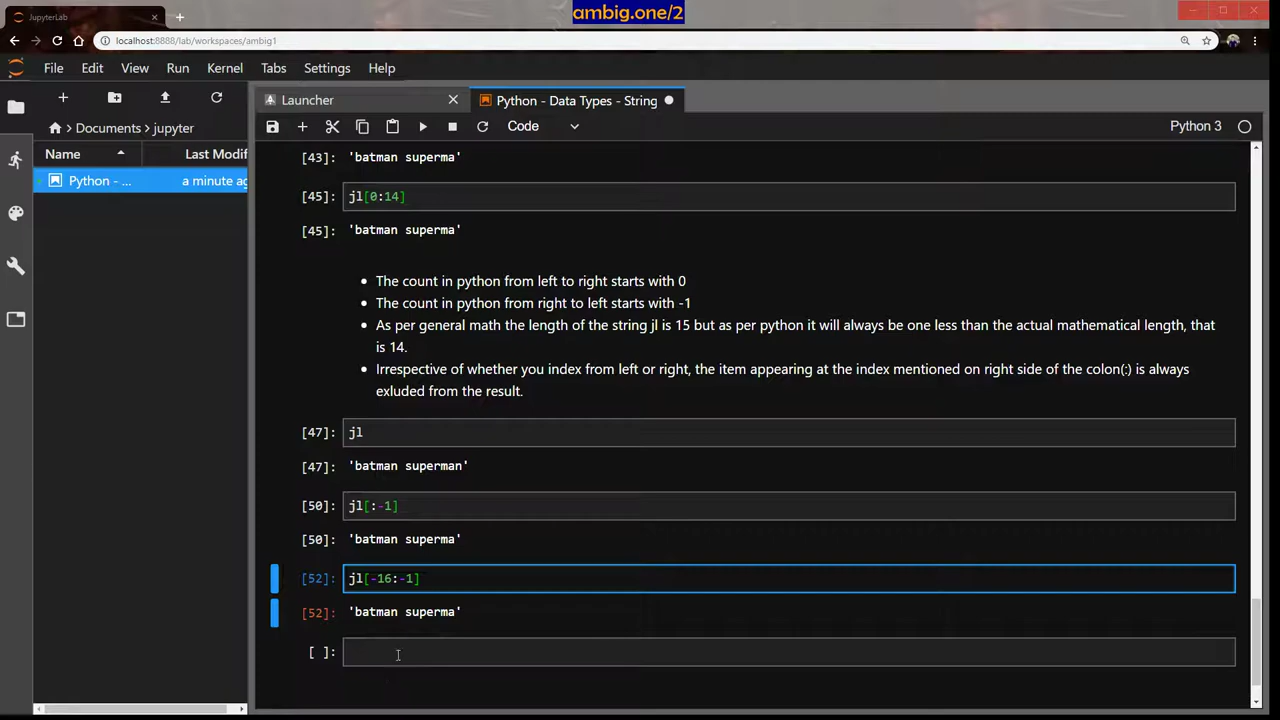 ambig.one/2
JupyterLab
localhost:8888/lab/workspaces/ambig1
File Edit View Run Kernel Tabs Settings Help
Launcher
Python - Data Types - String
Documents > jupyter
Code
Python 3
Name Last Modif
Python - ... a minute ag
[43]: 'batman superma'
[45]: jl[0:14]
[45]: 'batman superma'
• The count in python from left to right starts with 0
• The count in python from right to left starts with -1
• As per general math the length of the string jl is 15 but as per python it will always be one less than the actual mathematical length, that
is 14.
• Irrespective of whether you index from left or right, the item appearing at the index mentioned on right side of the colon(:) is always
exluded from the result.
[47]: jl
[47]: 'batman superman'
[50]: jl[:-1]
[50]: 'batman superma'
[52]: jl[-16:-1]
[52]: 'batman superma'
[ ]: